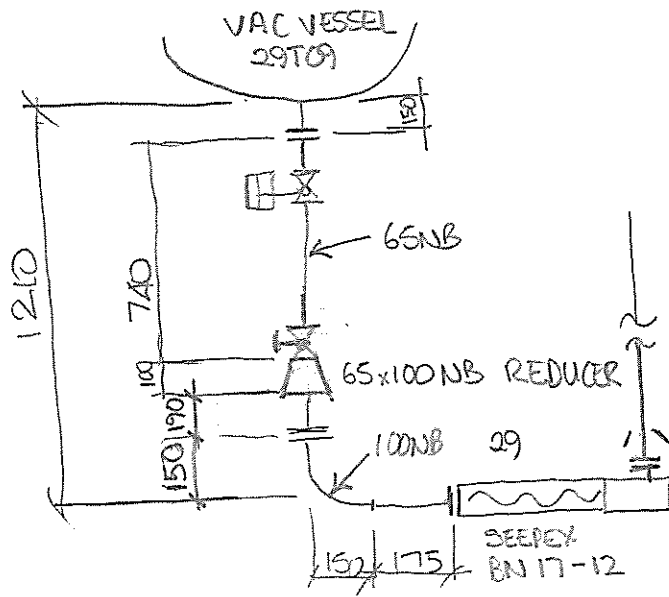 VAC VESSEL
29T09
150
65NB
740
1210
100
65x100NB REDUCER
190
100NB
29
150
150
175
SEEPEX
BN 17-12